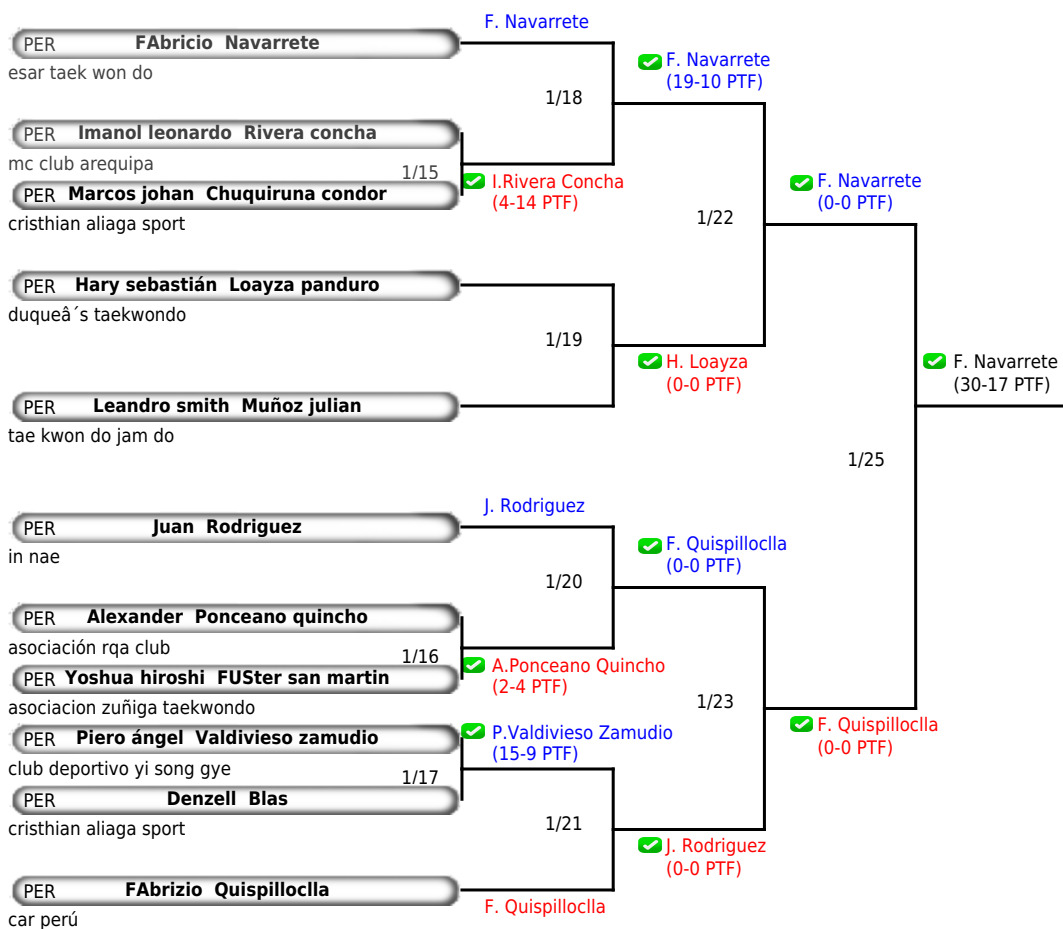 F. Navarrete
PER FAbricio Navarrete
esar taek won do
F. Navarrete
(19-10 PTF)
1/18
PER Imanol leonardo Rivera concha
mc club arequipa
1/15
PER Marcos johan Chuquiruna condor
cristhian aliaga sport
I.Rivera Concha
(4-14 PTF)
F. Navarrete
(0-0 PTF)
1/22
PER Hary sebastián Loayza panduro
duqueâ´s taekwondo
1/19
H. Loayza
(0-0 PTF)
PER Leandro smith Muñoz julian
tae kwon do jam do
F. Navarrete
(30-17 PTF)
1/25
J. Rodriguez
PER Juan Rodriguez
in nae
F. Quispilloclla
(0-0 PTF)
1/20
PER Alexander Ponceano quincho
asociación rqa club
1/16
PER Yoshua hiroshi FUSter san martin
asociacion zuñiga taekwondo
A.Ponceano Quincho
(2-4 PTF)
1/23
F. Quispilloclla
(0-0 PTF)
PER Piero ángel Valdivieso zamudio
club deportivo yi song gye
P.Valdivieso Zamudio
(15-9 PTF)
1/17
PER Denzell Blas
cristhian aliaga sport
1/21
J. Rodriguez
(0-0 PTF)
PER FAbrizio Quispilloclla
car perú
F. Quispilloclla